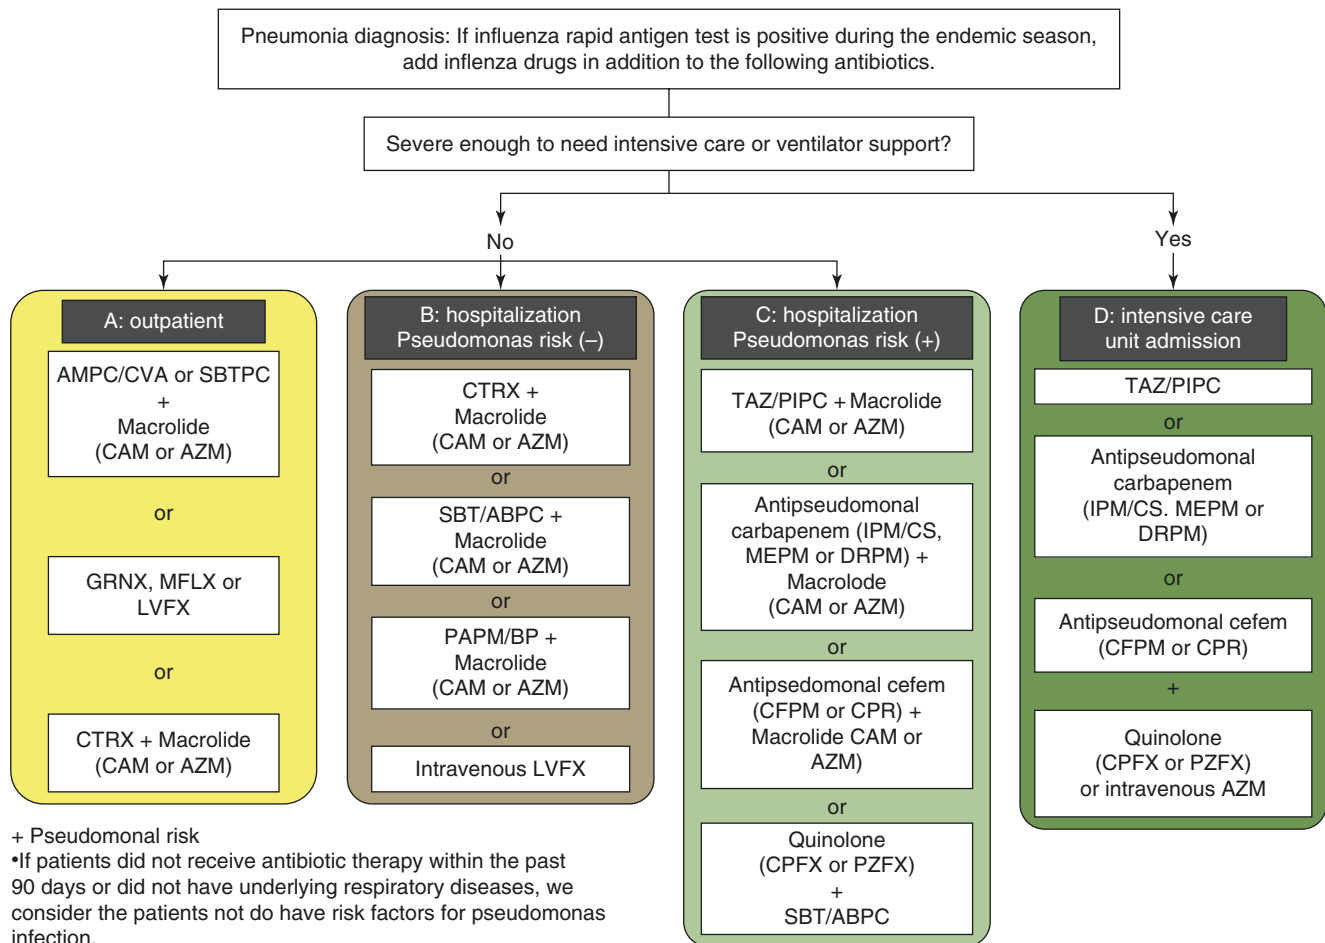 Pneumonia diagnosis: If influenza rapid antigen test is positive during the endemic season,
add inflenza drugs in addition to the following antibiotics.
Severe enough to need intensive care or ventilator support?
No
Yes
A: outpatient
AMPC/CVA or SBTPC
+
Macrolide
(CAM or AZM)
or
GRNX, MFLX or
LVFX
or
CTRX + Macrolide
(CAM or AZM)
B: hospitalization
Pseudomonas risk (–)
CTRX +
Macrolide
(CAM or AZM)
or
SBT/ABPC +
Macrolide
(CAM or AZM)
or
PAPM/BP +
Macrolide
(CAM or AZM)
or
Intravenous LVFX
C: hospitalization
Pseudomonas risk (+)
TAZ/PIPC + Macrolide
(CAM or AZM)
or
Antipseudomonal
carbapenem (IPM/CS,
MEPM or DRPM) +
Macrolode
(CAM or AZM)
or
Antipsedomonal cefem
(CFPM or CPR) +
Macrolide CAM or
AZM)
or
Quinolone
(CPFX or PZFX)
+
SBT/ABPC
D: intensive care
unit admission
TAZ/PIPC
or
Antipseudomonal
carbapenem
(IPM/CS. MEPM or
DRPM)
or
Antipseudomonal cefem
(CFPM or CPR)
+
Quinolone
(CPFX or PZFX)
or intravenous AZM
+ Pseudomonal risk
•If patients did not receive antibiotic therapy within the past
90 days or did not have underlying respiratory diseases, we
consider the patients not do have risk factors for pseudomonas
infection.